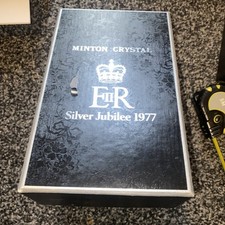 MINTON CRYSTAL
EIIR
Silver Jubilee 1977